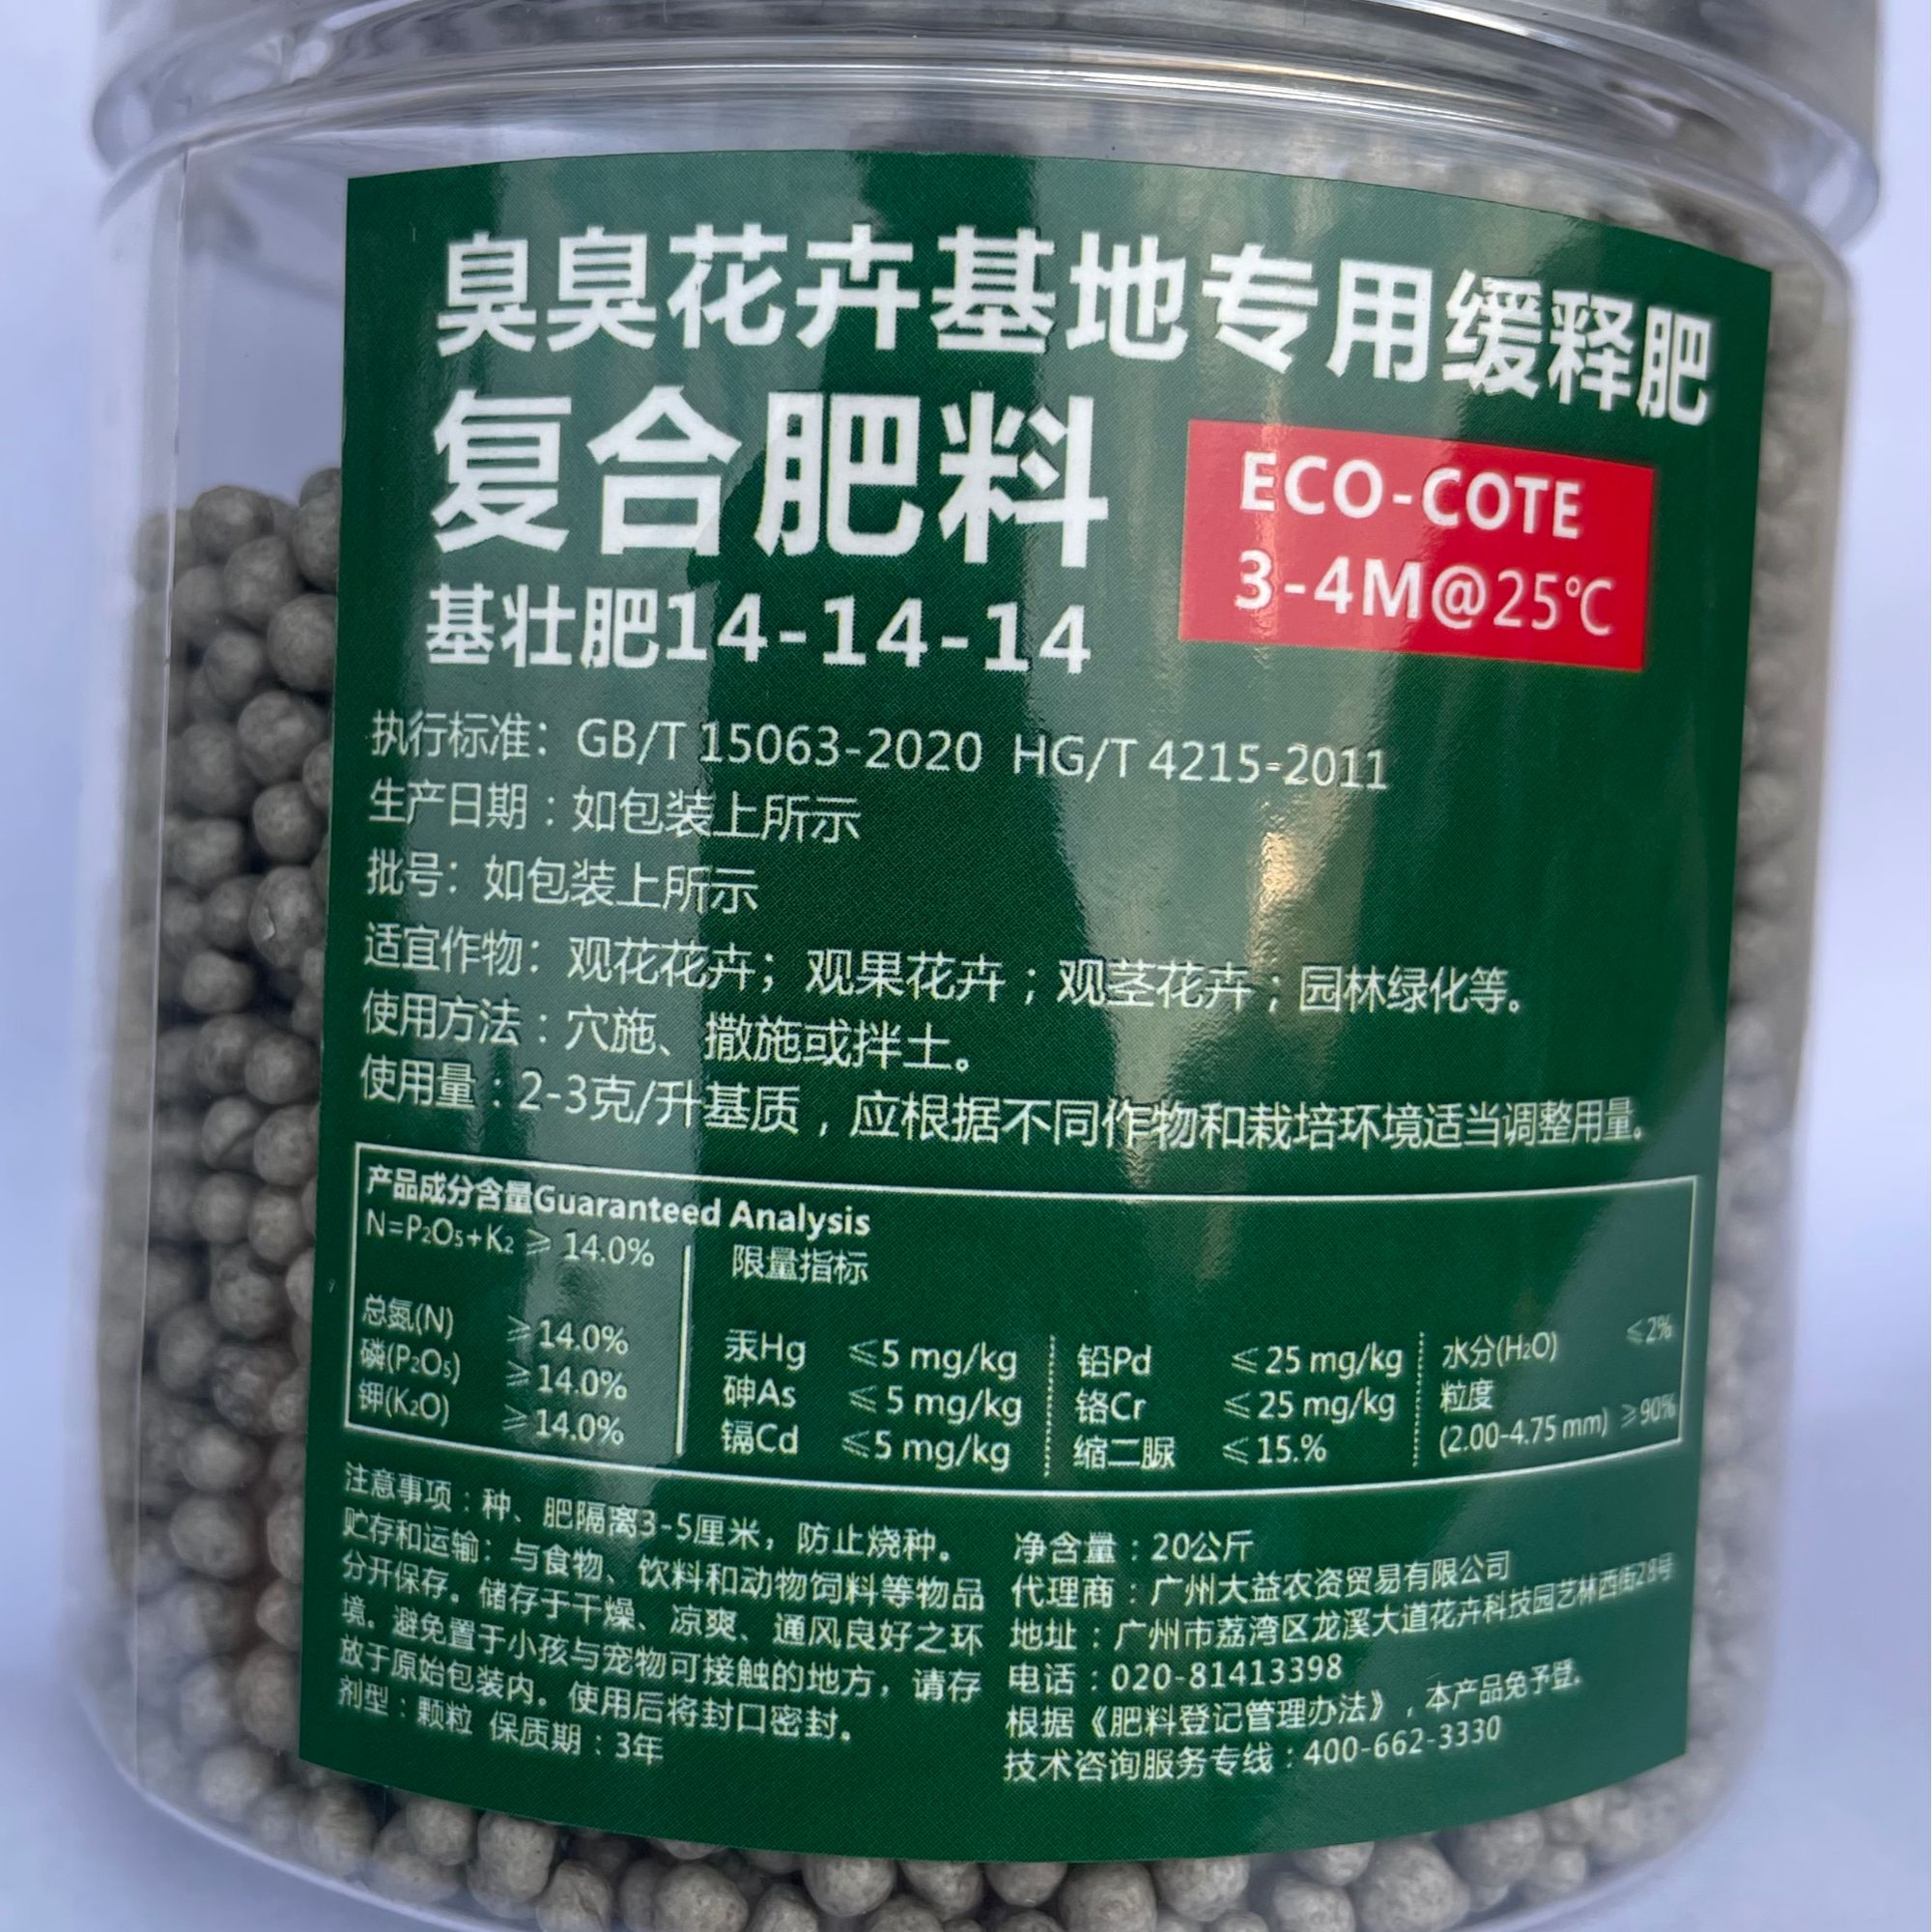 臭臭花卉基地专用缓释肥
复合肥料
ECO-COTE
3-4M@25℃
基壮肥14-14-14
执行标准：GB/T 15063-2020 HG/T 4215-2011
生产日期：如包装上所示
批号：如包装上所示
适宜作物：观花花卉；观果花卉；观茎花卉；园林绿化等。
使用方法：穴施、撒施或拌土。
使用量：2-3克/升基质，应根据不同作物和栽培环境适当调整用量。
产品成分含量Guaranteed Analysis
N=P₂O₅+K₂ ⩾ 14.0%
总氮(N) ⩾14.0%
磷(P₂O₅) ⩾14.0%
钾(K₂O) ⩾14.0%
限量指标
汞Hg ⩽5 mg/kg
砷As ⩽5 mg/kg
镉Cd ⩽5 mg/kg
铅Pd ⩽25 mg/kg
铬Cr ⩽25 mg/kg
缩二脲 ⩽15.%
水分(H₂O) ⩽2%
粒度
(2.00-4.75 mm) ⩾90%
注意事项：种、肥隔离3-5厘米，防止烧种。
贮存和运输：与食物、饮料和动物饲料等物品
分开保存。储存于干燥、凉爽、通风良好之环
境。避免置于小孩与宠物可接触的地方，请存
放于原始包装内。使用后将封口密封。
剂型：颗粒 保质期：3年
净含量：20公斤
代理商：广州大益农资贸易有限公司
地址：广州市荔湾区龙溪大道花卉科技园艺林西街28号
电话：020-81413398
根据《肥料登记管理办法》，本产品免予登。
技术咨询服务专线：400-662-3330